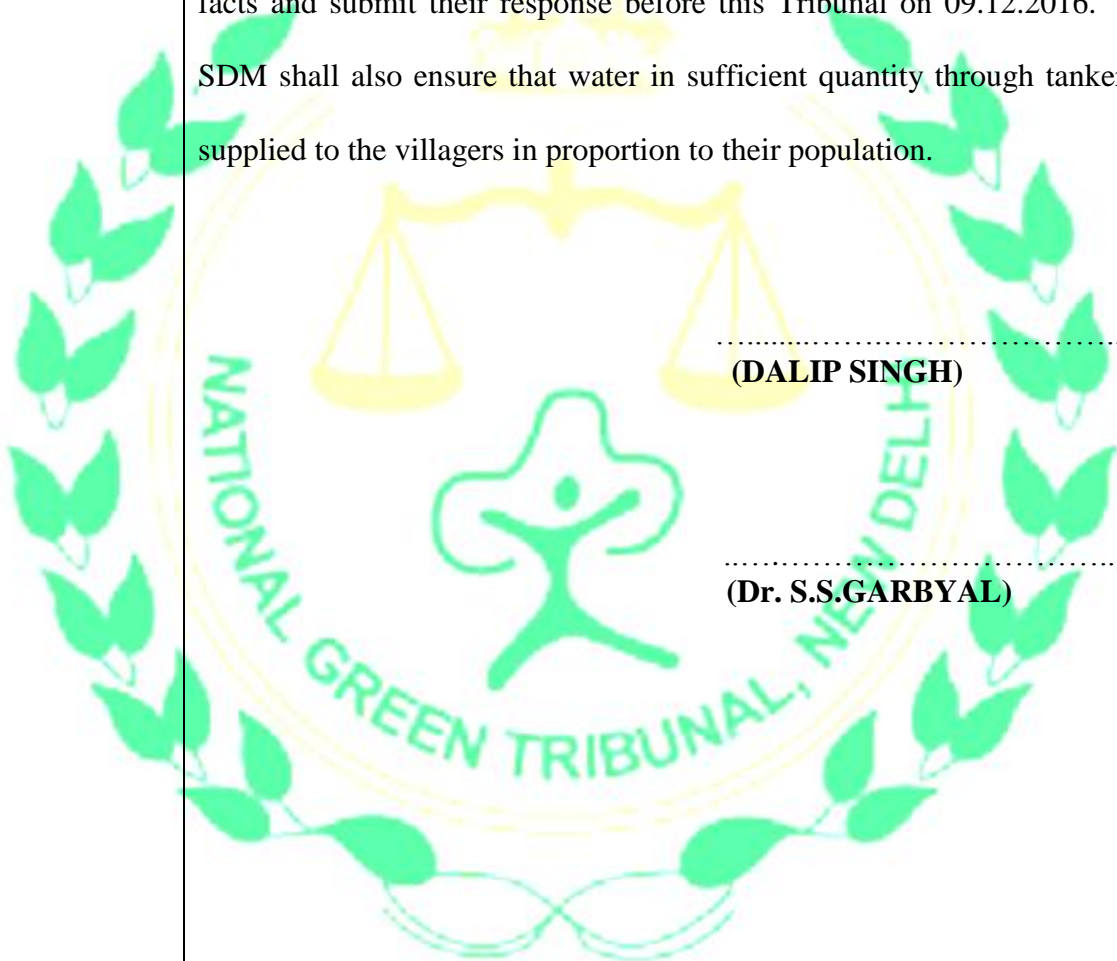 facts and submit their response before this Tribunal on 09.12.2016.
SDM shall also ensure that water in sufficient quantity through
supplied to the villagers in proportion to their population.
(DALIP SINGH)
(Dr. S.S.GARBYAL)
NATIONAL GREEN TRIBUNAL, NEW DELHI